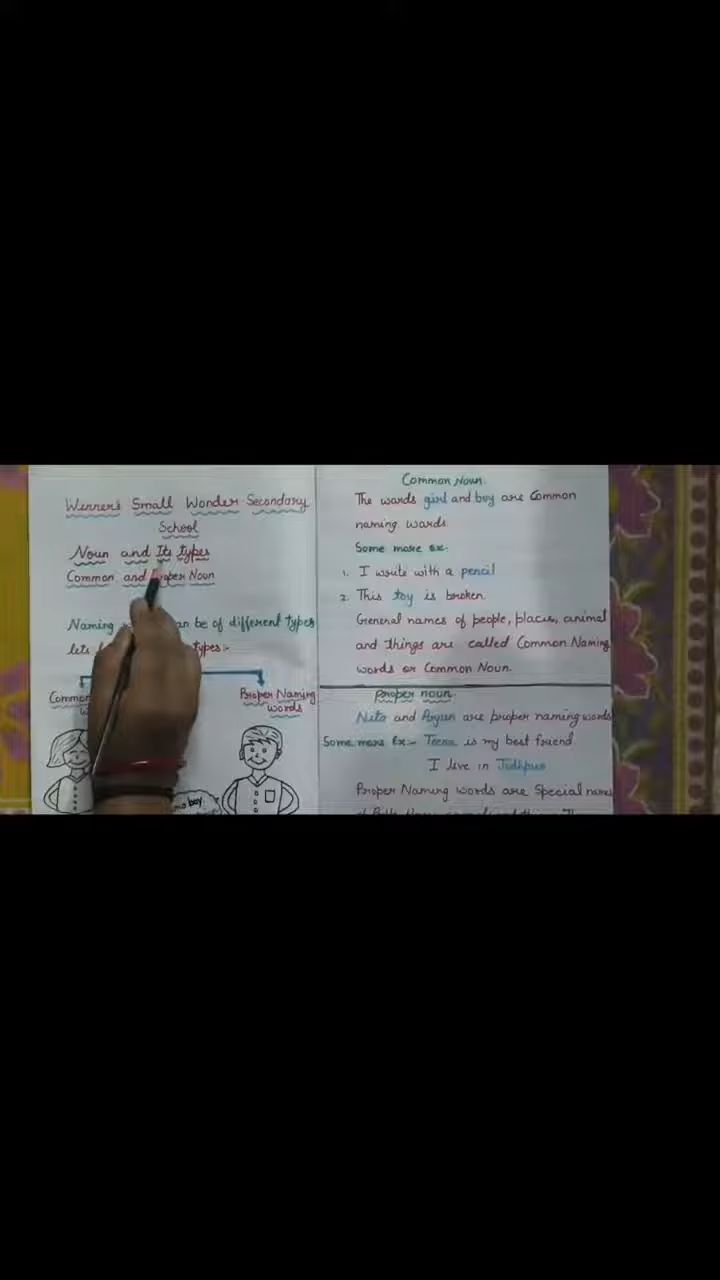 Winner's Small Wonder Secondary
School
Noun and Its types
Common and Proper Noun
Naming can be of different types
lets types:-
Common
Proper Naming
words
boy
Common Noun.
The words girl and boy are Common
naming words.
Some more ex.
1. I write with a pencil
2. This toy is broken.
General names of people, places, animal
and things are called Common Naming
words or Common Noun.
Proper noun.
Nita and Aryan are proper naming words
Some more Ex:- Teena is my best friend.
I live in Jodhpur
Proper Naming words are Special names